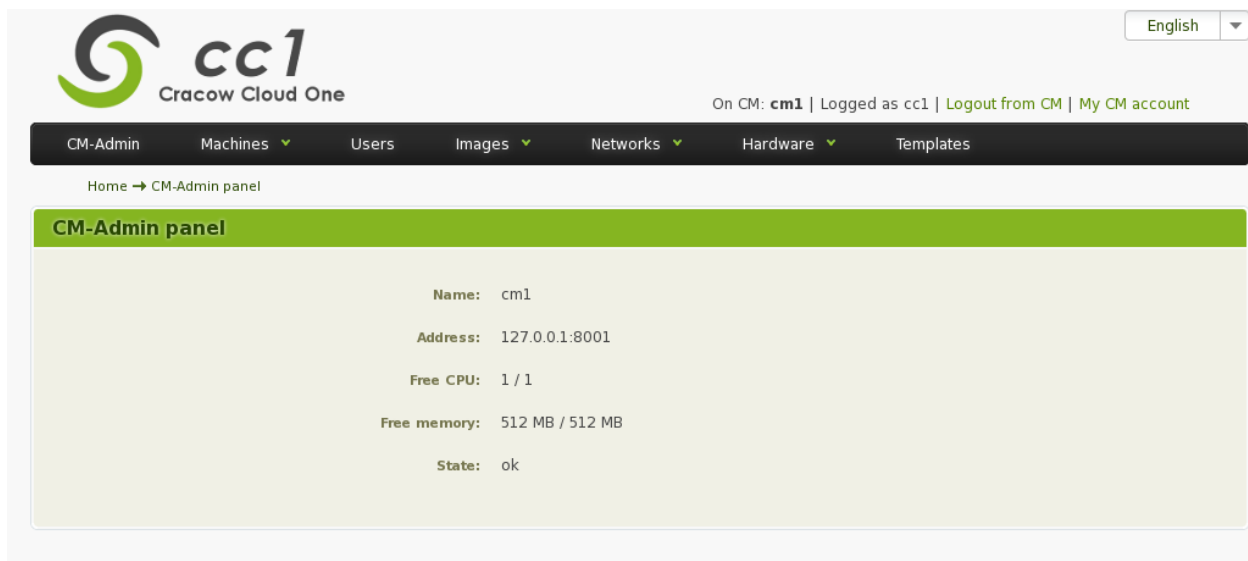 English
cc1
Cracow Cloud One
On CM: cm1 | Logged as cc1 | Logout from CM | My CM account
CM-Admin Machines Users Images Networks Hardware Templates
Home → CM-Admin panel
CM-Admin panel
Name: cm1
Address: 127.0.0.1:8001
Free CPU: 1 / 1
Free memory: 512 MB / 512 MB
State: ok